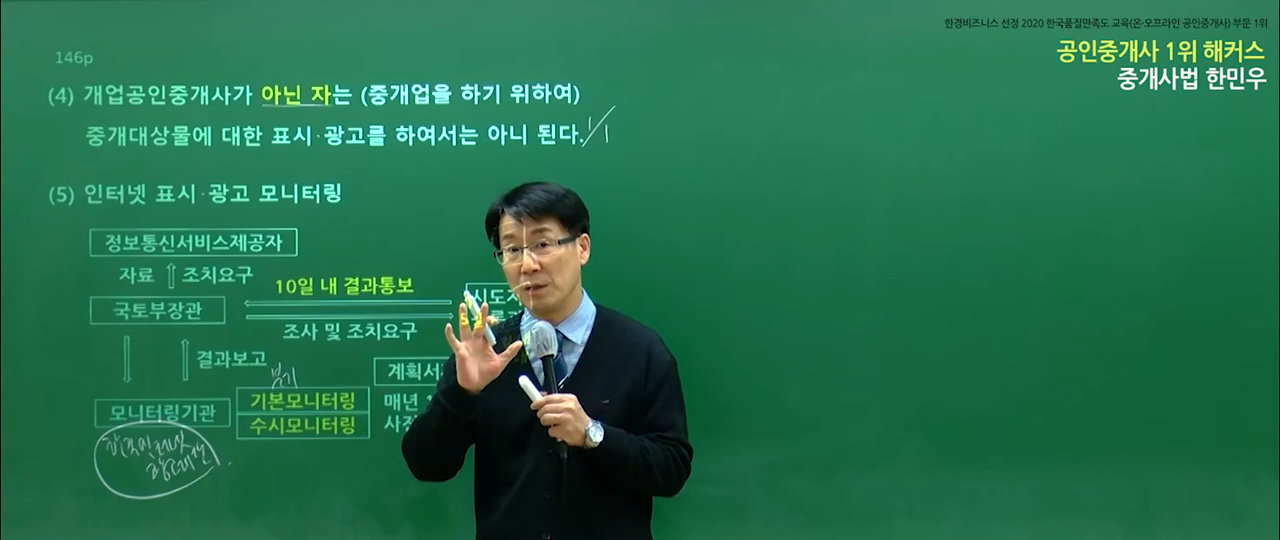 한경비즈니스 선정 2020 한국품질만족도 교육(온·오프라인 공인중개사) 부문 1위
공인중개사 1위 해커스
중개사법 한민우
146p
(4) 개업공인중개사가 아닌 자는 (중개업을 하기 위하여)
중개대상물에 대한 표시·광고를 하여서는 아니 된다. 1/1
(5) 인터넷 표시·광고 모니터링
정보통신서비스제공자
자료 조치요구
10일 내 결과통보
국토부장관
시도
조사 및 조치요구
결과보고
분기
기본모니터링 매년
모니터링기관
수시모니터링